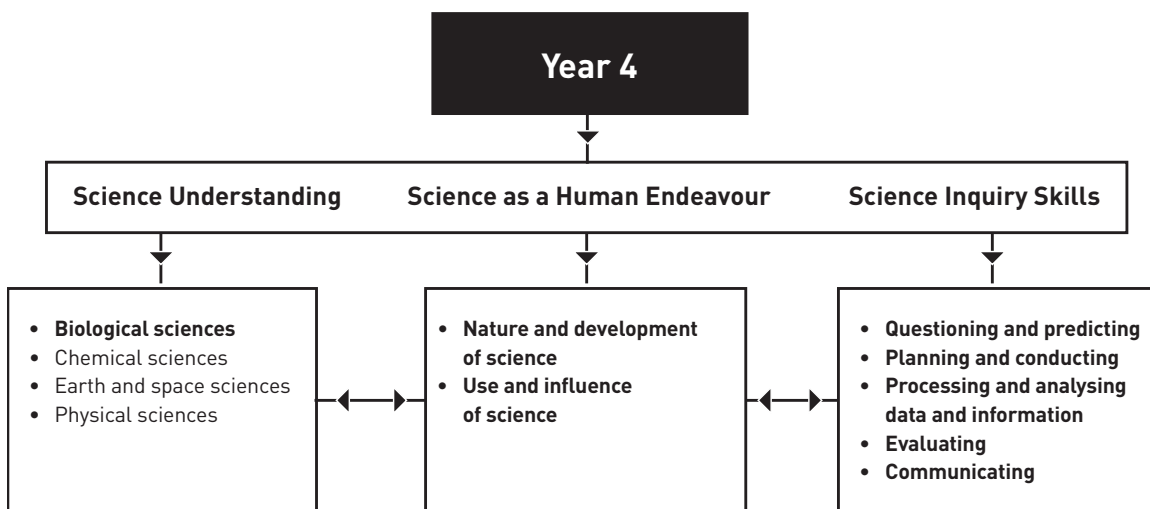 Year 4
Science Understanding Science as a Human Endeavour Science Inquiry Skills
• Biological sciences
• Chemical sciences
• Earth and space sciences
• Physical sciences
• Nature and development
of science
• Use and influence
of science
• Questioning and predicting
• Planning and conducting
• Processing and analysing
data and information
• Evaluating
• Communicating